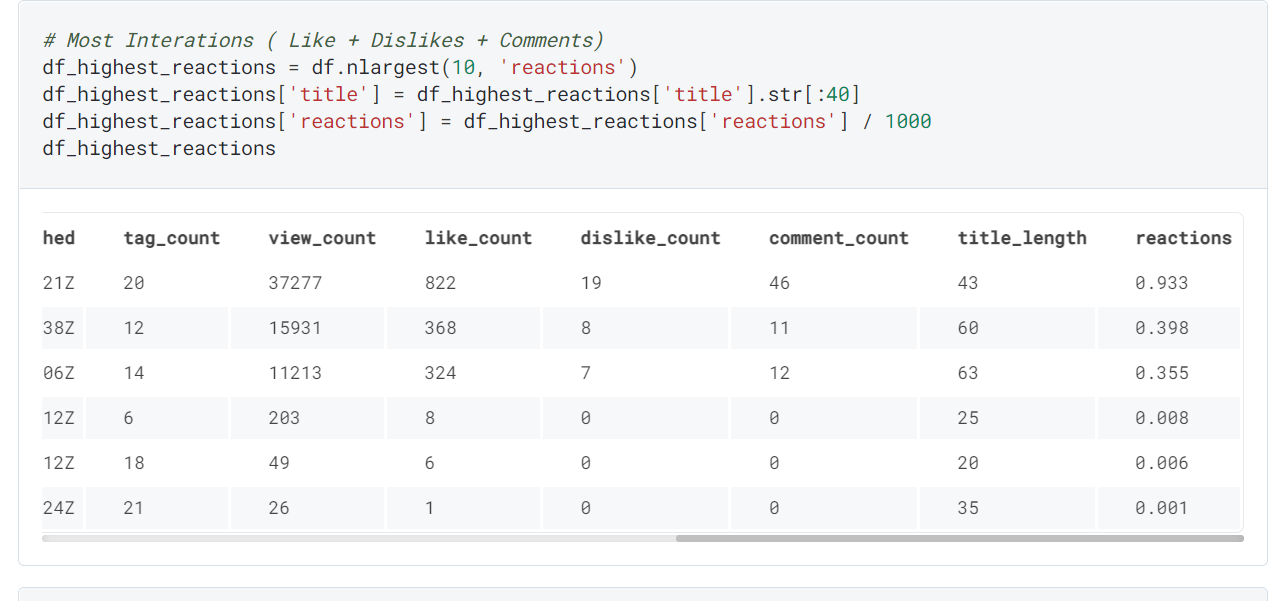 # Most Interations ( Like + Dislikes + Comments)
df_highest_reactions = df.nlargest(10, 'reactions')
df_highest_reactions['title'] = df_highest_reactions['title'].str[:40]
df_highest_reactions['reactions'] = df_highest_reactions['reactions'] / 1000
df_highest_reactions
hed tag_count view_count like_count dislike_count comment_count title_length reactions
21Z 20 37277 822 19 46 43 0.933
38Z 12 15931 368 8 11 60 0.398
06Z 14 11213 324 7 12 63 0.355
12Z 6 203 8 0 0 25 0.008
12Z 18 49 6 0 0 20 0.006
24Z 21 26 1 0 0 35 0.001